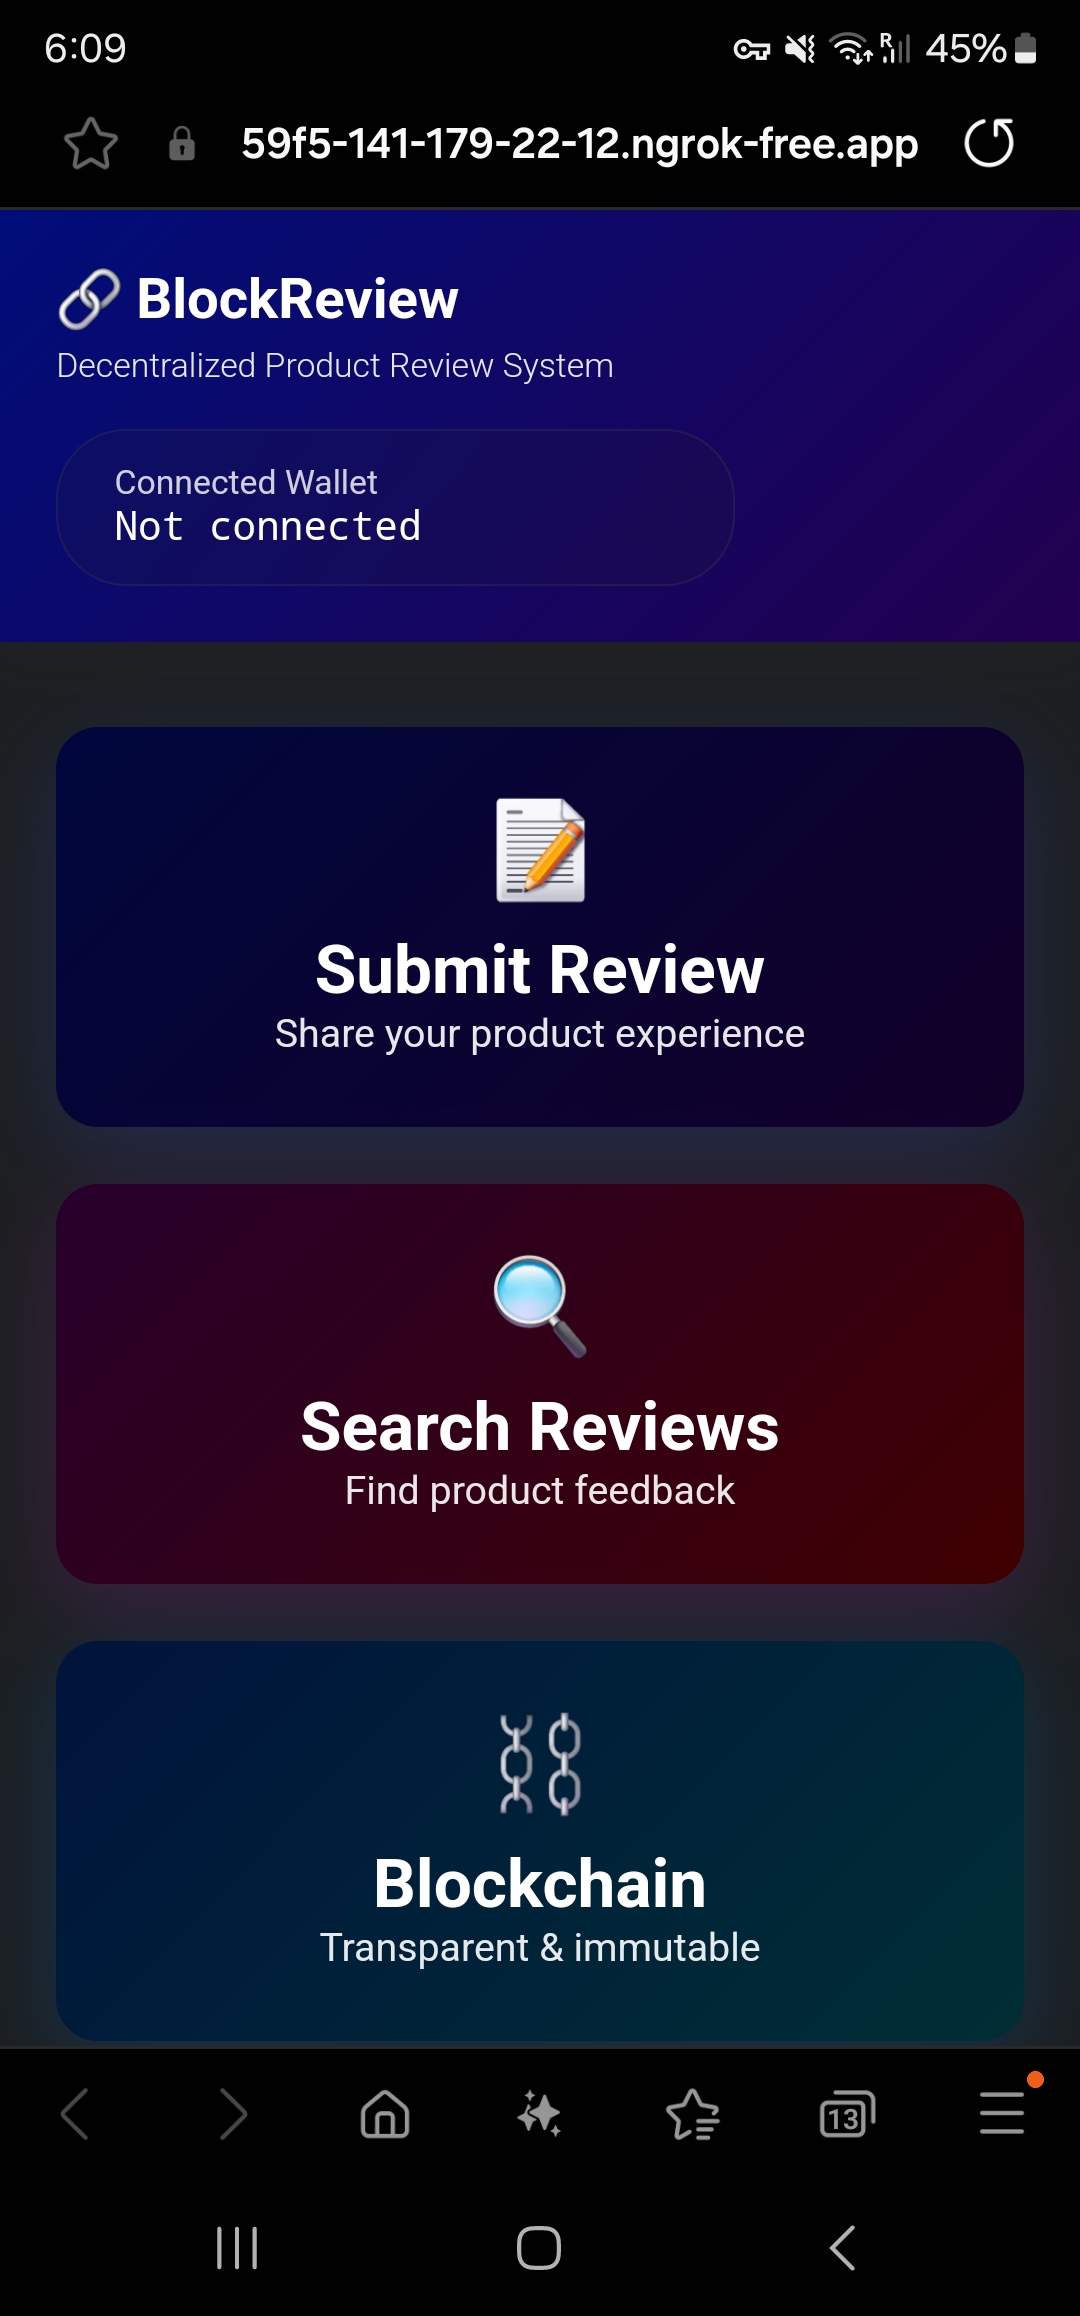 6:09
R
45%
59f5-141-179-22-12.ngrok-free.app
BlockReview
Decentralized Product Review System
Connected Wallet
Not connected
Submit Review
Share your product experience
Search Reviews
Find product feedback
Blockchain
Transparent & immutable
13